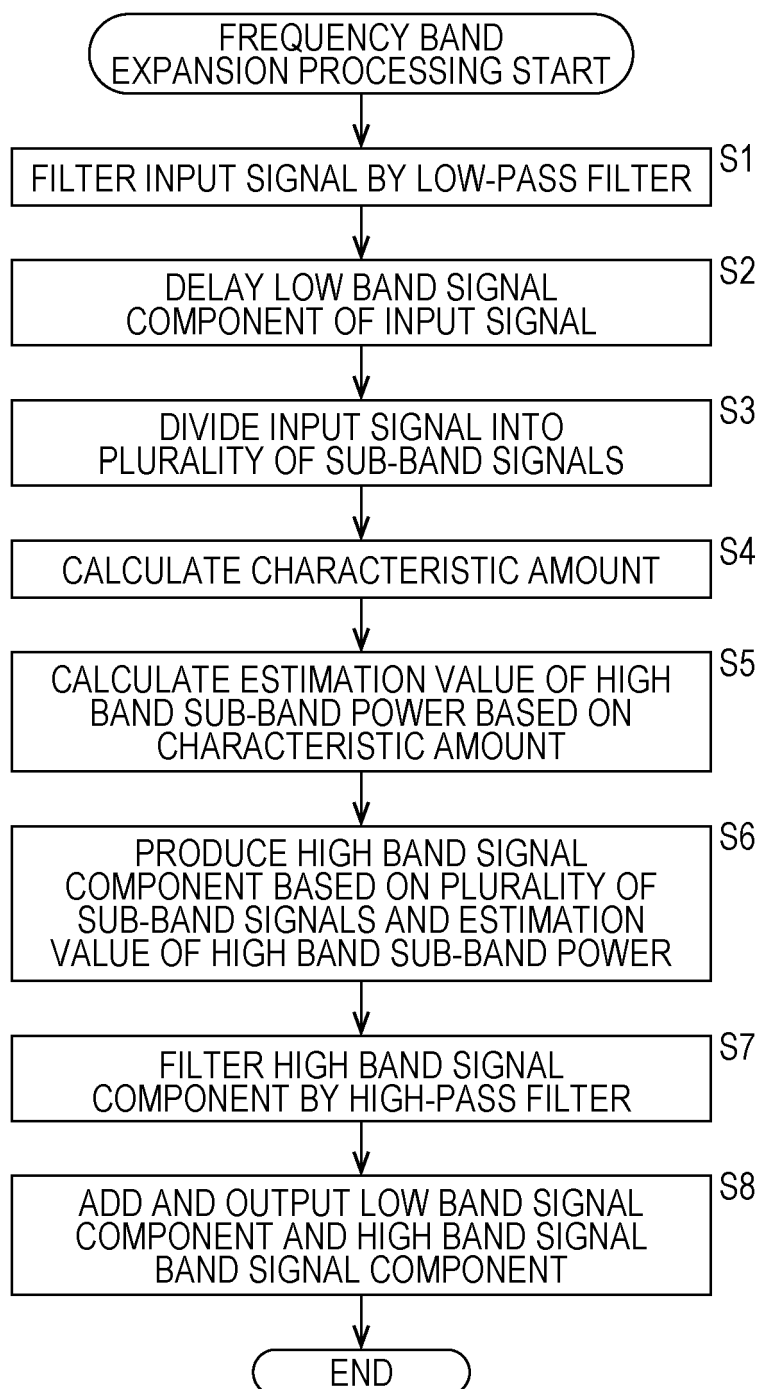 FREQUENCY BAND
EXPANSION PROCESSING START
S1
FILTER INPUT SIGNAL BY LOW-PASS FILTER
S2
DELAY LOW BAND SIGNAL
COMPONENT OF INPUT SIGNAL
S3
DIVIDE INPUT SIGNAL INTO
PLURALITY OF SUB-BAND SIGNALS
S4
CALCULATE CHARACTERISTIC AMOUNT
S5
CALCULATE ESTIMATION VALUE OF HIGH
BAND SUB-BAND POWER BASED ON
CHARACTERISTIC AMOUNT
S6
PRODUCE HIGH BAND SIGNAL
COMPONENT BASED ON PLURALITY OF
SUB-BAND SIGNALS AND ESTIMATION
VALUE OF HIGH BAND SUB-BAND POWER
S7
FILTER HIGH BAND SIGNAL
COMPONENT BY HIGH-PASS FILTER
S8
ADD AND OUTPUT LOW BAND SIGNAL
COMPONENT AND HIGH BAND SIGNAL
BAND SIGNAL COMPONENT
END